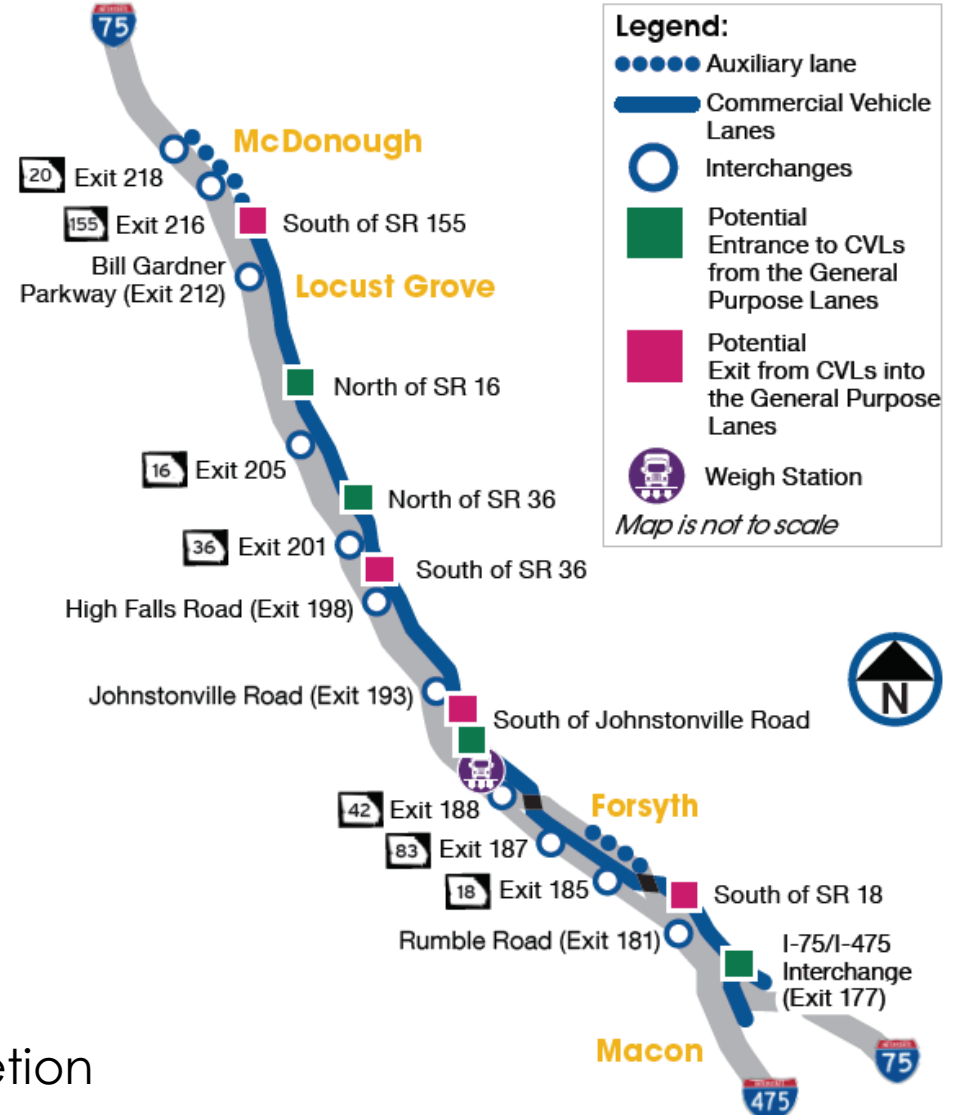 75
McDonough
20 Exit 218
155 Exit 216
South of SR 155
Bill Gardner
Parkway (Exit 212)
Locust Grove
North of SR 16
16 Exit 205
North of SR 36
36 Exit 201
South of SR 36
High Falls Road (Exit 198)
Johnstonville Road (Exit 193)
South of Johnstonville Road
42 Exit 188
Forsyth
83 Exit 187
18 Exit 185
South of SR 18
Rumble Road (Exit 181)
I-75/I-475
Interchange
(Exit 177)
Macon
75
475
Legend:
Auxiliary lane
Commercial Vehicle
Lanes
Interchanges
Potential
Entrance to CVLs
from the General
Purpose Lanes
Potential
Exit from CVLs into
the General Purpose
Lanes
Weigh Station
Map is not to scale
N
etion